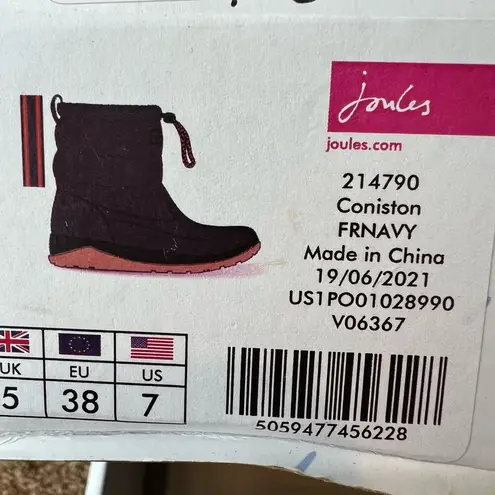 Joules
joules.com
214790
Coniston
FRNAVY
Made in China
19/06/2021
US1PO01028990
V06367
UK EU US
5 38 7
5059477456228